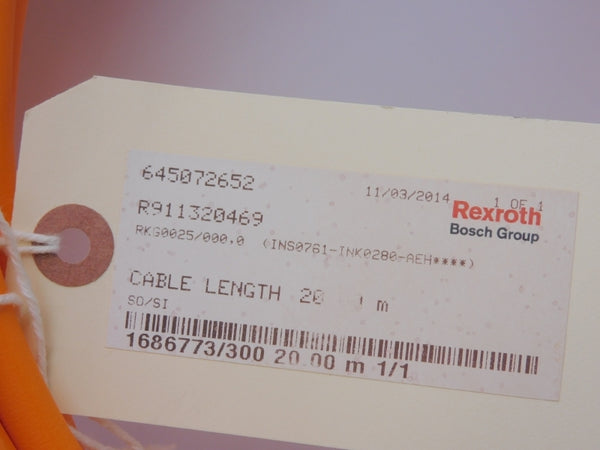 645072652
11/03/2014 1 OF 1
R911320469
Rexroth
Bosch Group
RKG0025/000.0 (INS0761-INK0280-AEH****)
CABLE LENGTH 20 m
SO/SI
1686773/300 20.00 m 1/1